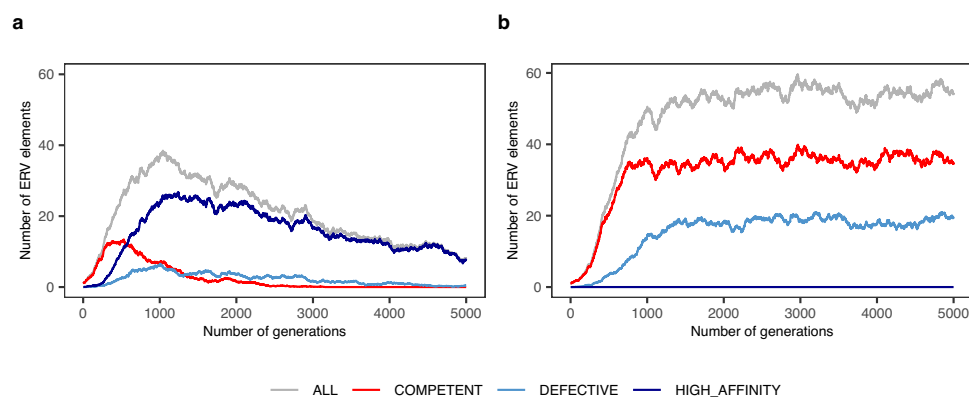 a
60
40
20
0
Number of ERV elements
0 1000 2000 3000 4000 5000
Number of generations
b
60
40
20
0
Number of ERV elements
0 1000 2000 3000 4000 5000
Number of generations
ALL COMPETENT DEFECTIVE HIGH_AFFINITY